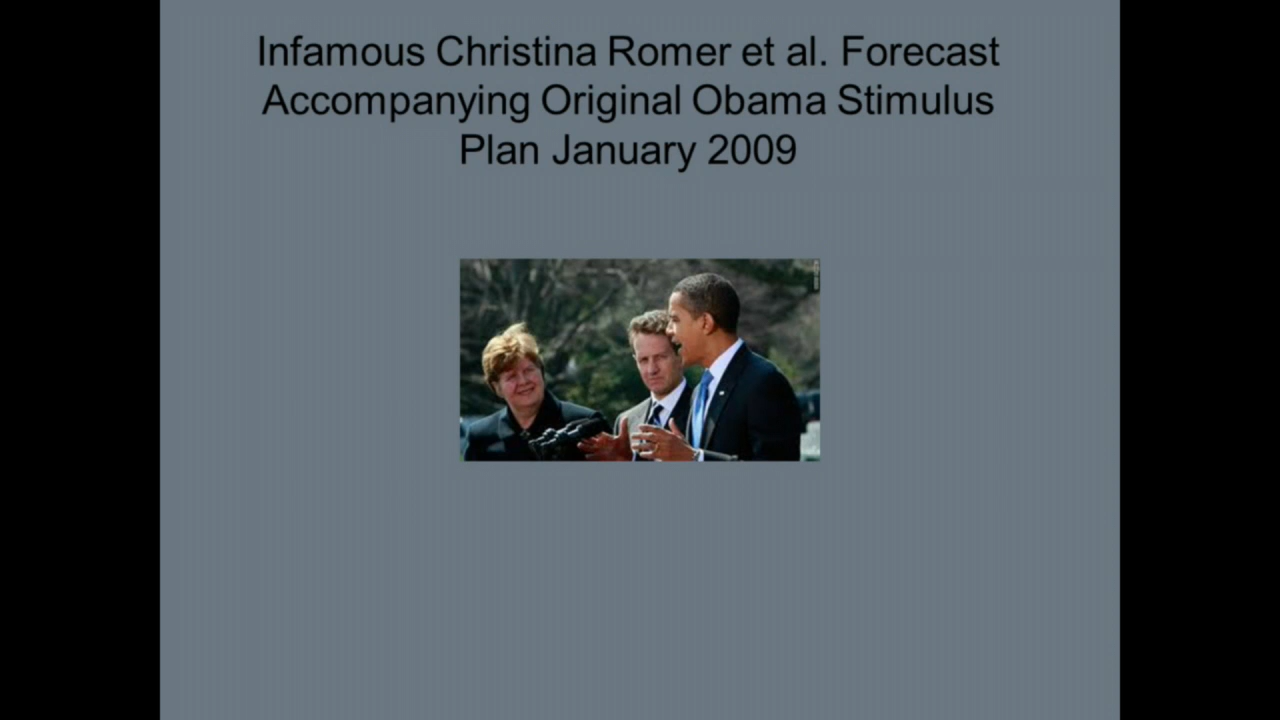 Infamous Christina Romer et al. Forecast
Accompanying Original Obama Stimulus
Plan January 2009